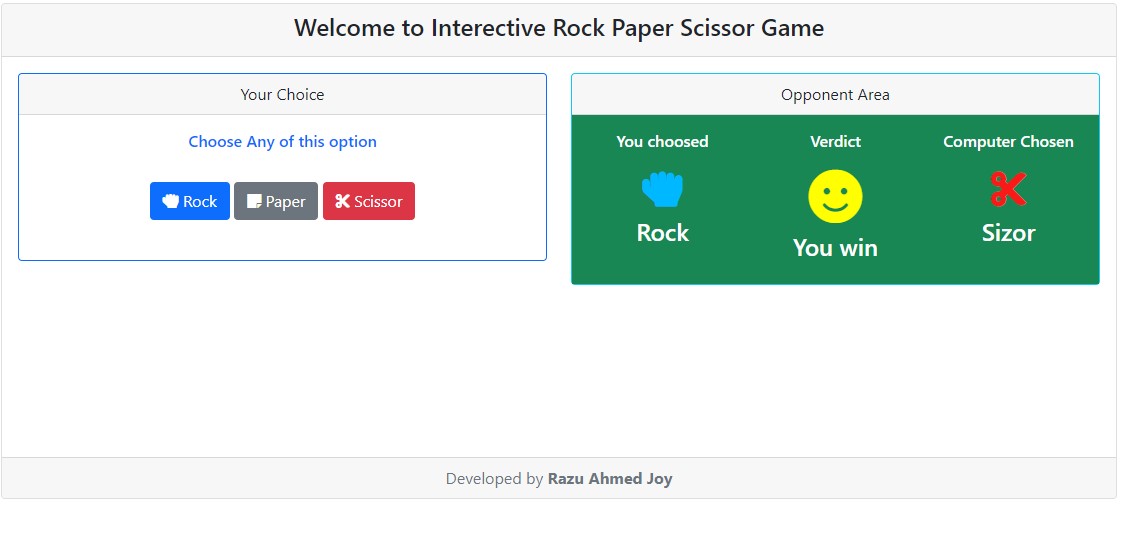 Welcome to Interective Rock Paper Scissor Game
Your Choice
Choose Any of this option
Rock
Paper
Scissor
Opponent Area
You choosed
Verdict
Computer Chosen
Rock
You win
Sizor
Developed by Razu Ahmed Joy